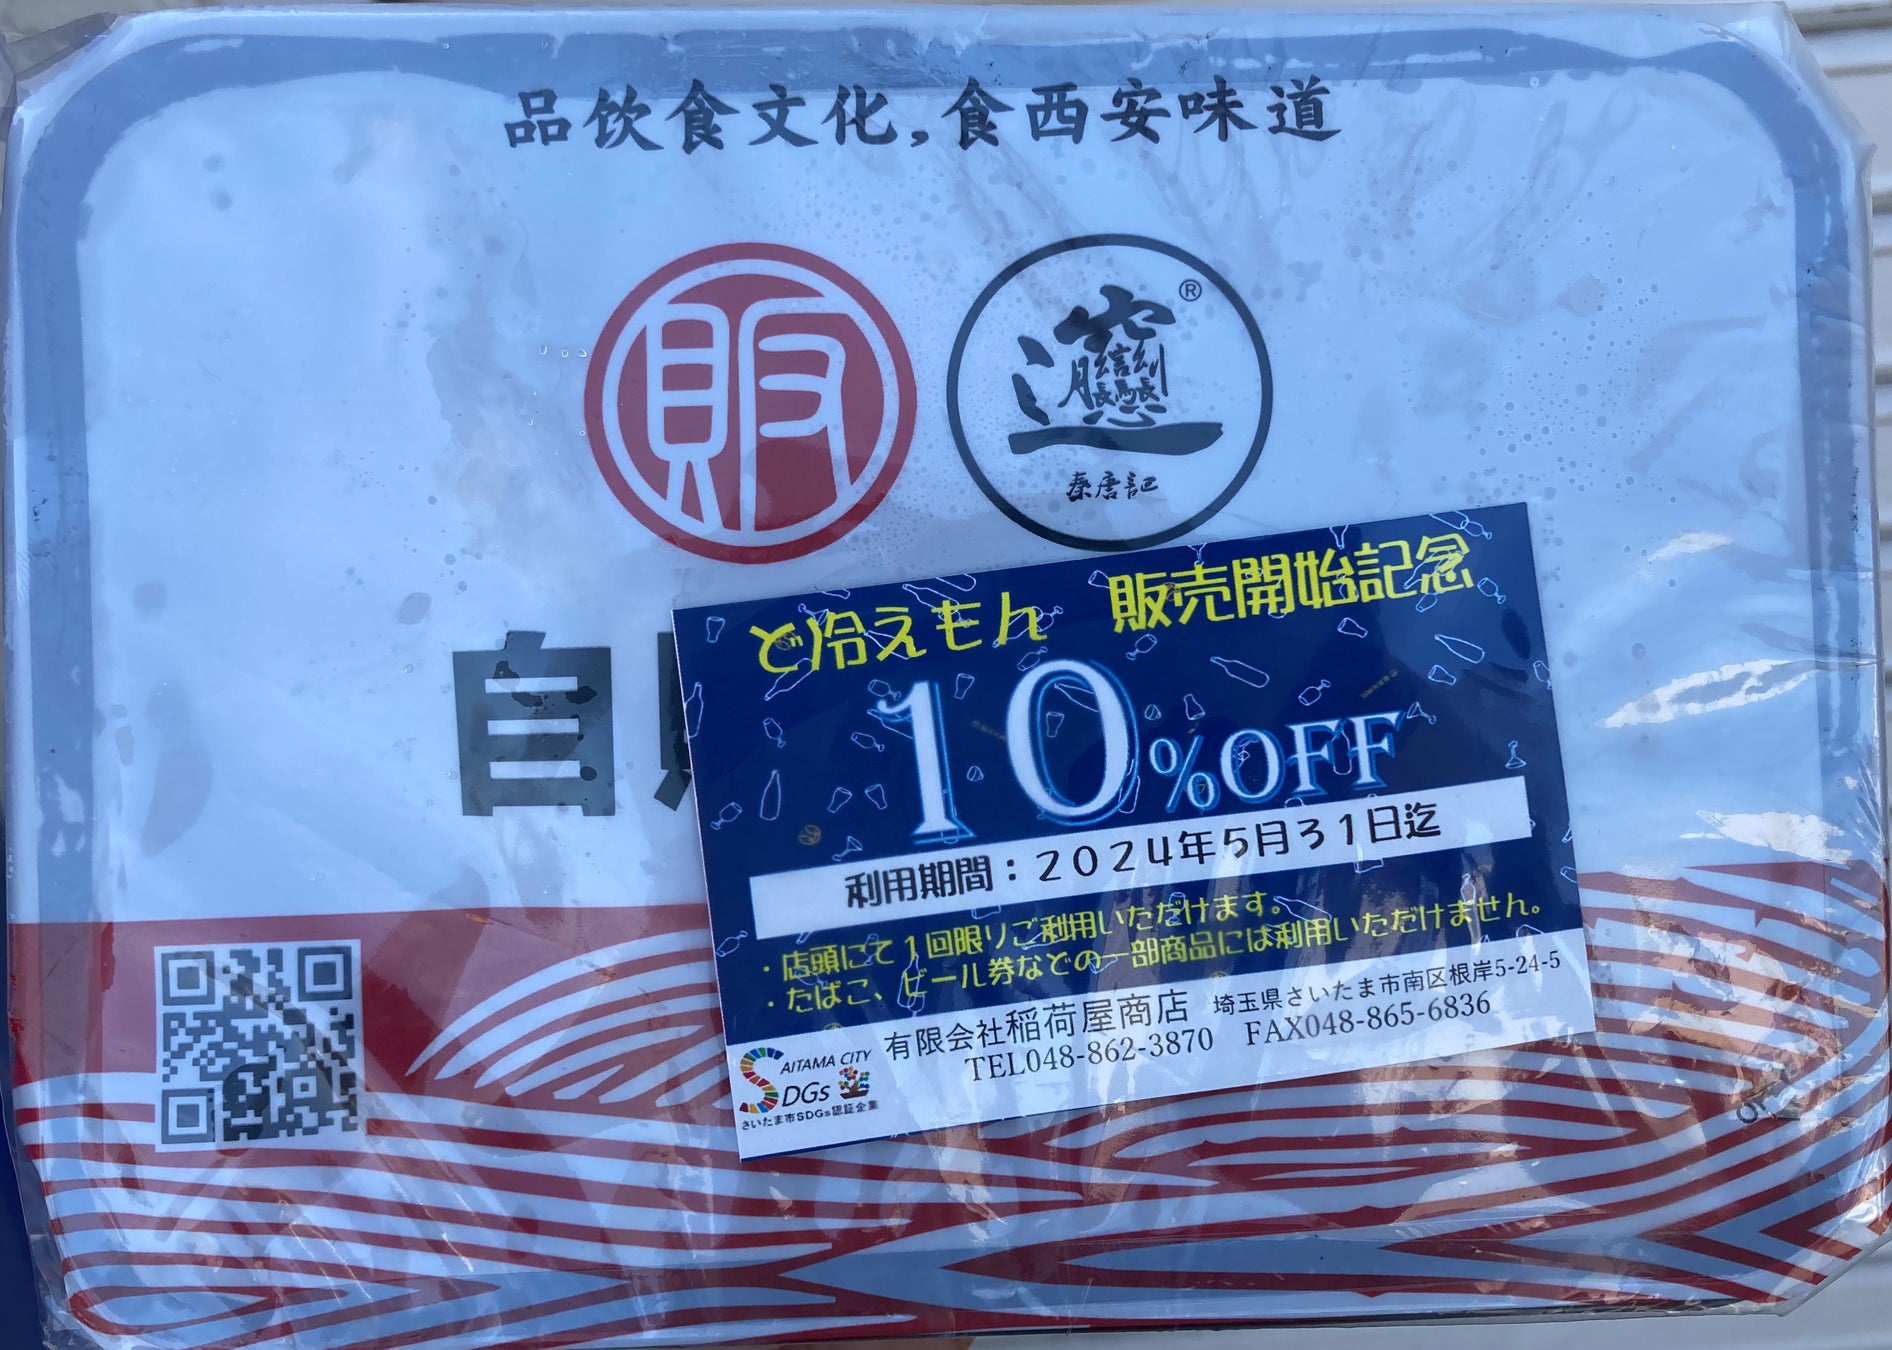 品饮食文化,食西安味道
販
®
秦唐記
自
ど冷えもん 販売開始記念
10%OFF
利用期間：2024年5月31日迄
・店頭にて1回限りご利用いただけます。
・たばこ、ビール券などの一部商品には利用いただけません。
有限会社稲荷屋商店 埼玉県さいたま市南区根岸5-24-5
TEL048-862-3870 FAX048-865-6836
SAITAMA CITY
SDGs
さいたま市SDGs認証企業